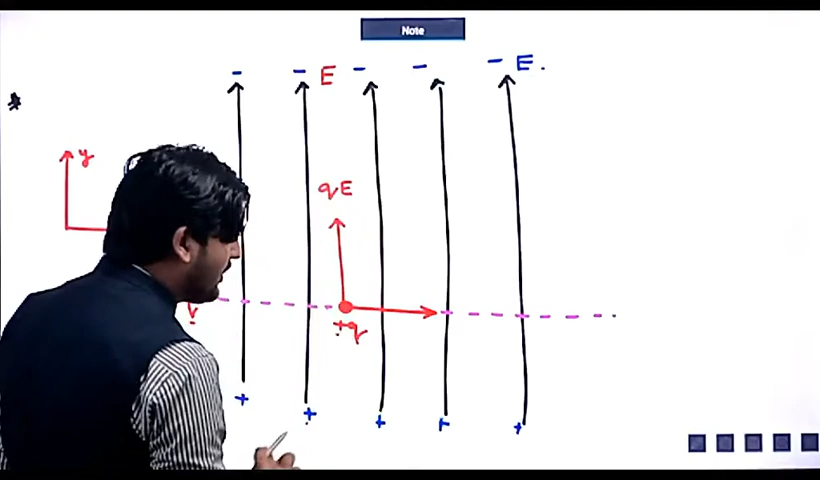 Note
- - E - - - E.
y
qE
v
+q
+ + + + +